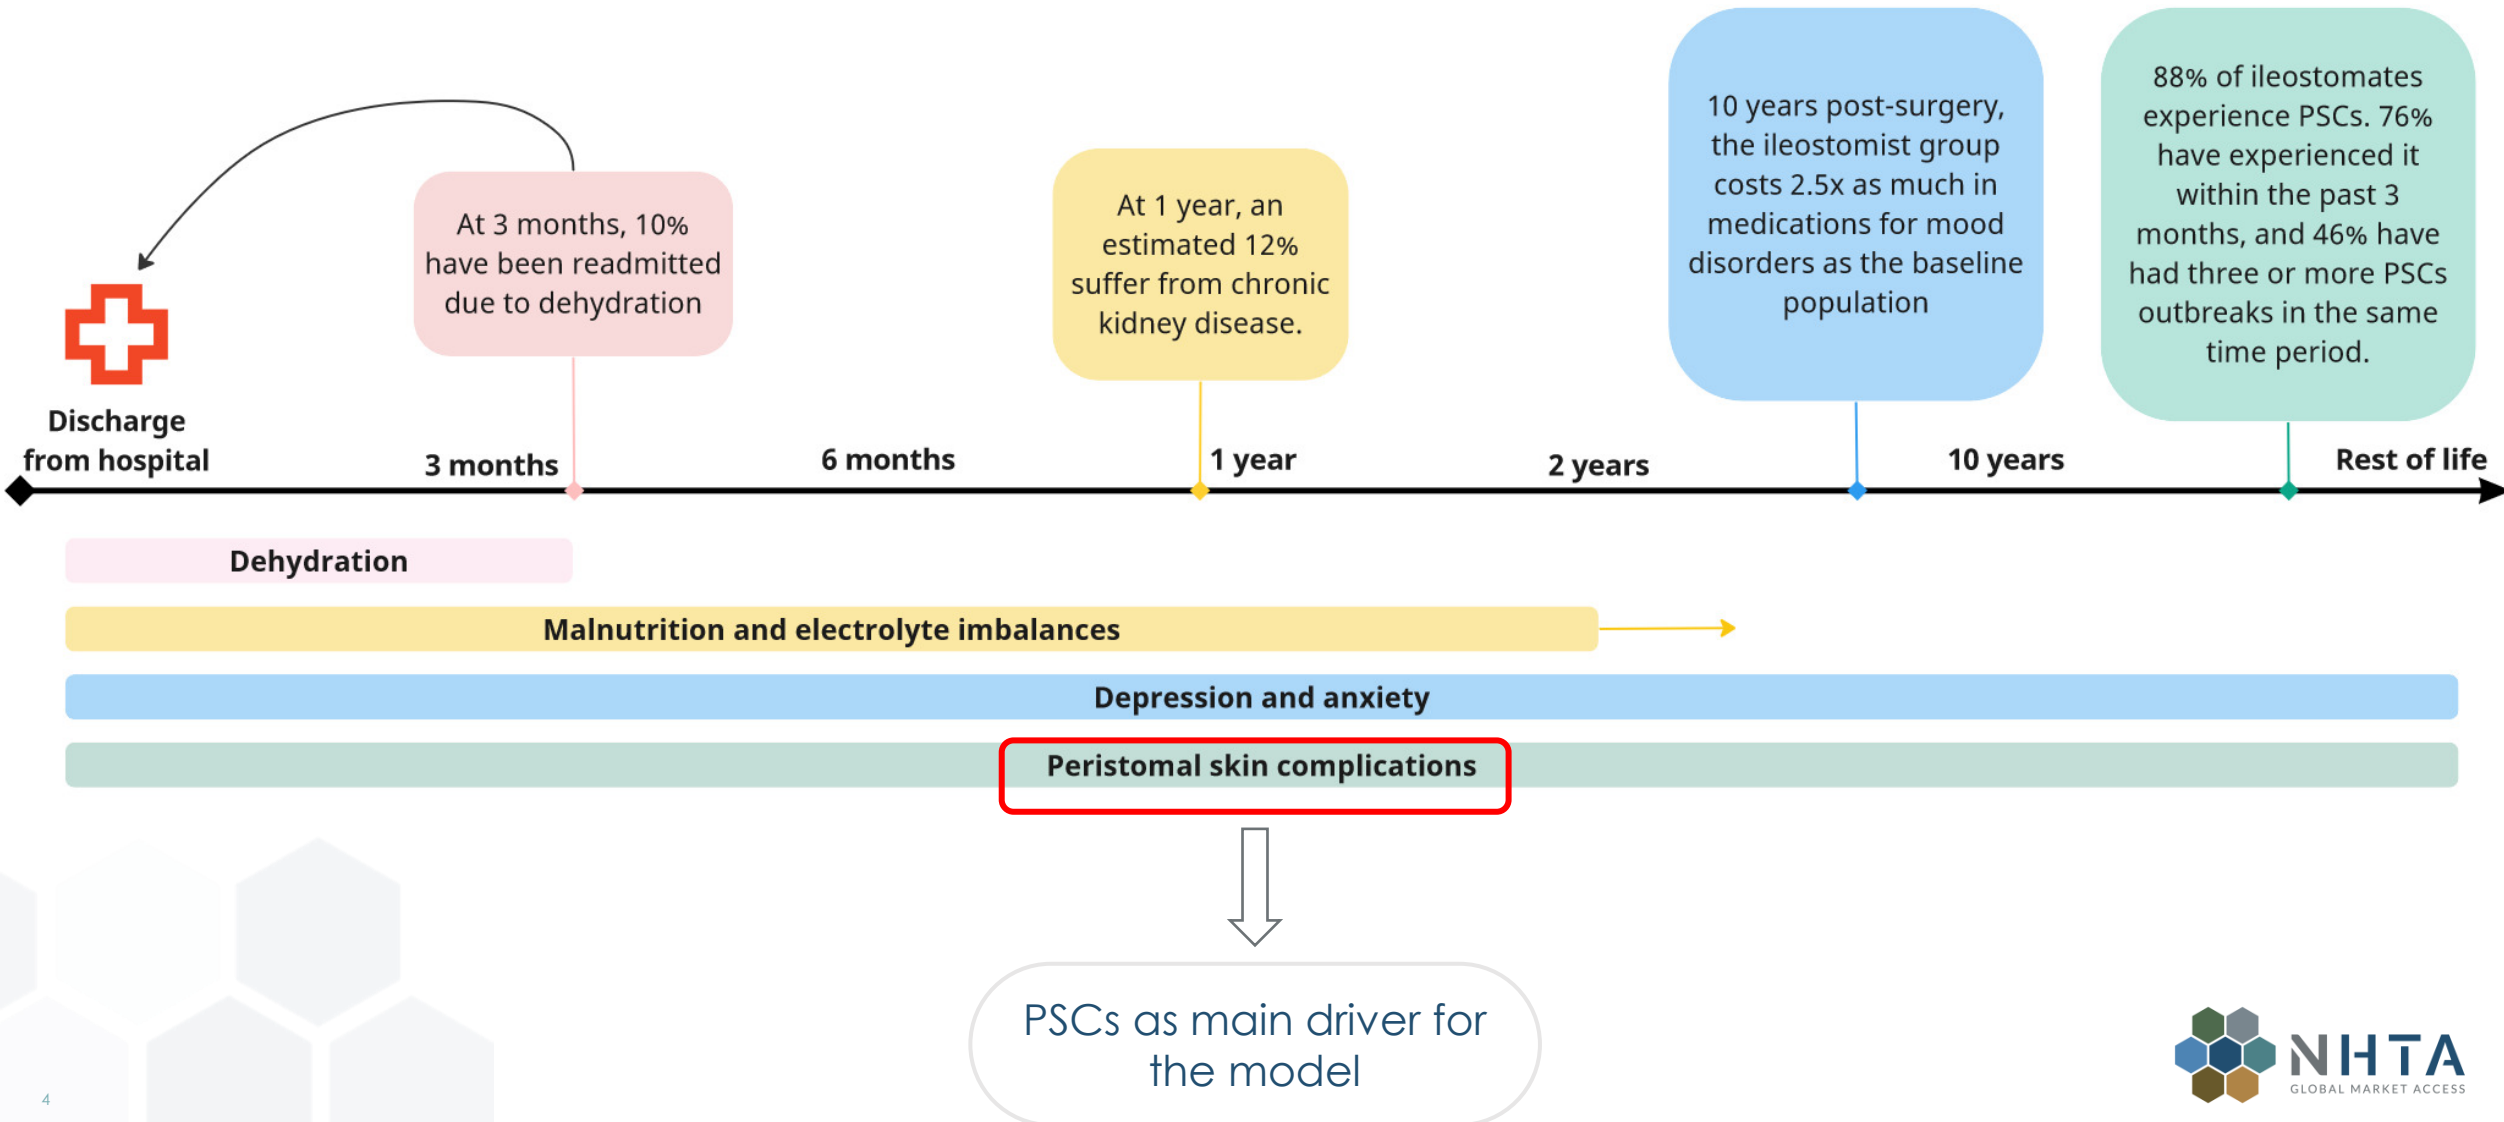 At 3 months, 10%
have been readmitted
due to dehydration
At 1 year, an
estimated 12%
suffer from chronic
kidney disease.
10 years post-surgery,
the ileostomist group
costs 2.5x as much in
medications for mood
disorders as the baseline
population
88% of ileostomates
experience PSCs. 76%
have experienced it
within the past 3
months, and 46% have
had three or more PSCs
outbreaks in the same
time period.
Discharge
from hospital
3 months
6 months
1 year
2 years
10 years
Rest of life
Dehydration
Malnutrition and electrolyte imbalances
Depression and anxiety
Peristomal skin complications
PSCs as main driver for
the model
4
NHTA
GLOBAL MARKET ACCESS